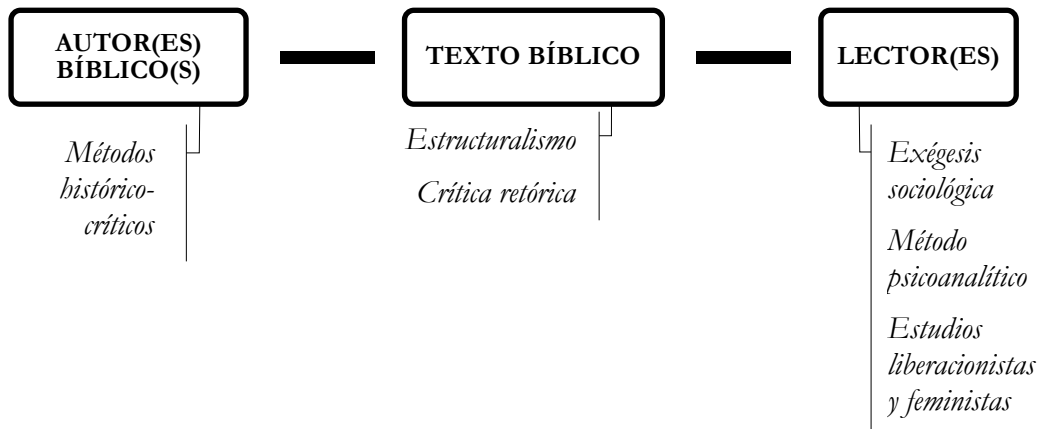 AUTOR(ES)
BÍBLICO(S)
TEXTO BÍBLICO
LECTOR(ES)
Métodos
histórico-
críticos
Estructuralismo
Crítica retórica
Exégesis
sociológica
Método
psicoanalítico
Estudios
liberacionistas
y feministas